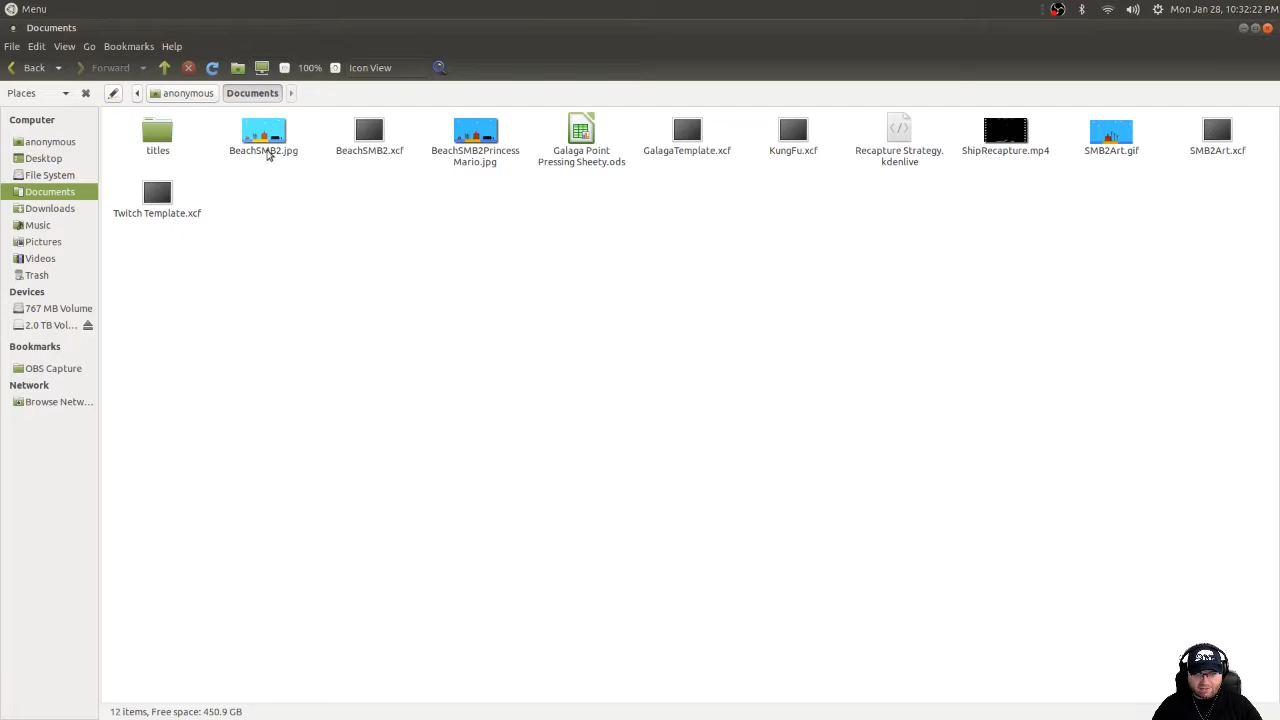 Menu
Mon Jan 28, 10:32:22 PM
Documents
File Edit View Go Bookmarks Help
Back Forward 100% Icon View
Places anonymous Documents
Computer
anonymous
Desktop
File System
Documents
Downloads
Music
Pictures
Videos
Trash
Devices
767 MB Volume
2.0 TB Vol...
Bookmarks
OBS Capture
Network
Browse Netw...
titles
BeachSMB2.jpg
BeachSMB2.xcf
BeachSMB2Princess
Mario.jpg
Galaga Point
Pressing Sheety.ods
GalagaTemplate.xcf
KungFu.xcf
Recapture Strategy.
kdenlive
ShipRecapture.mp4
SMB2Art.gif
SMB2Art.xcf
Twitch Template.xcf
12 items, Free space: 450.9 GB